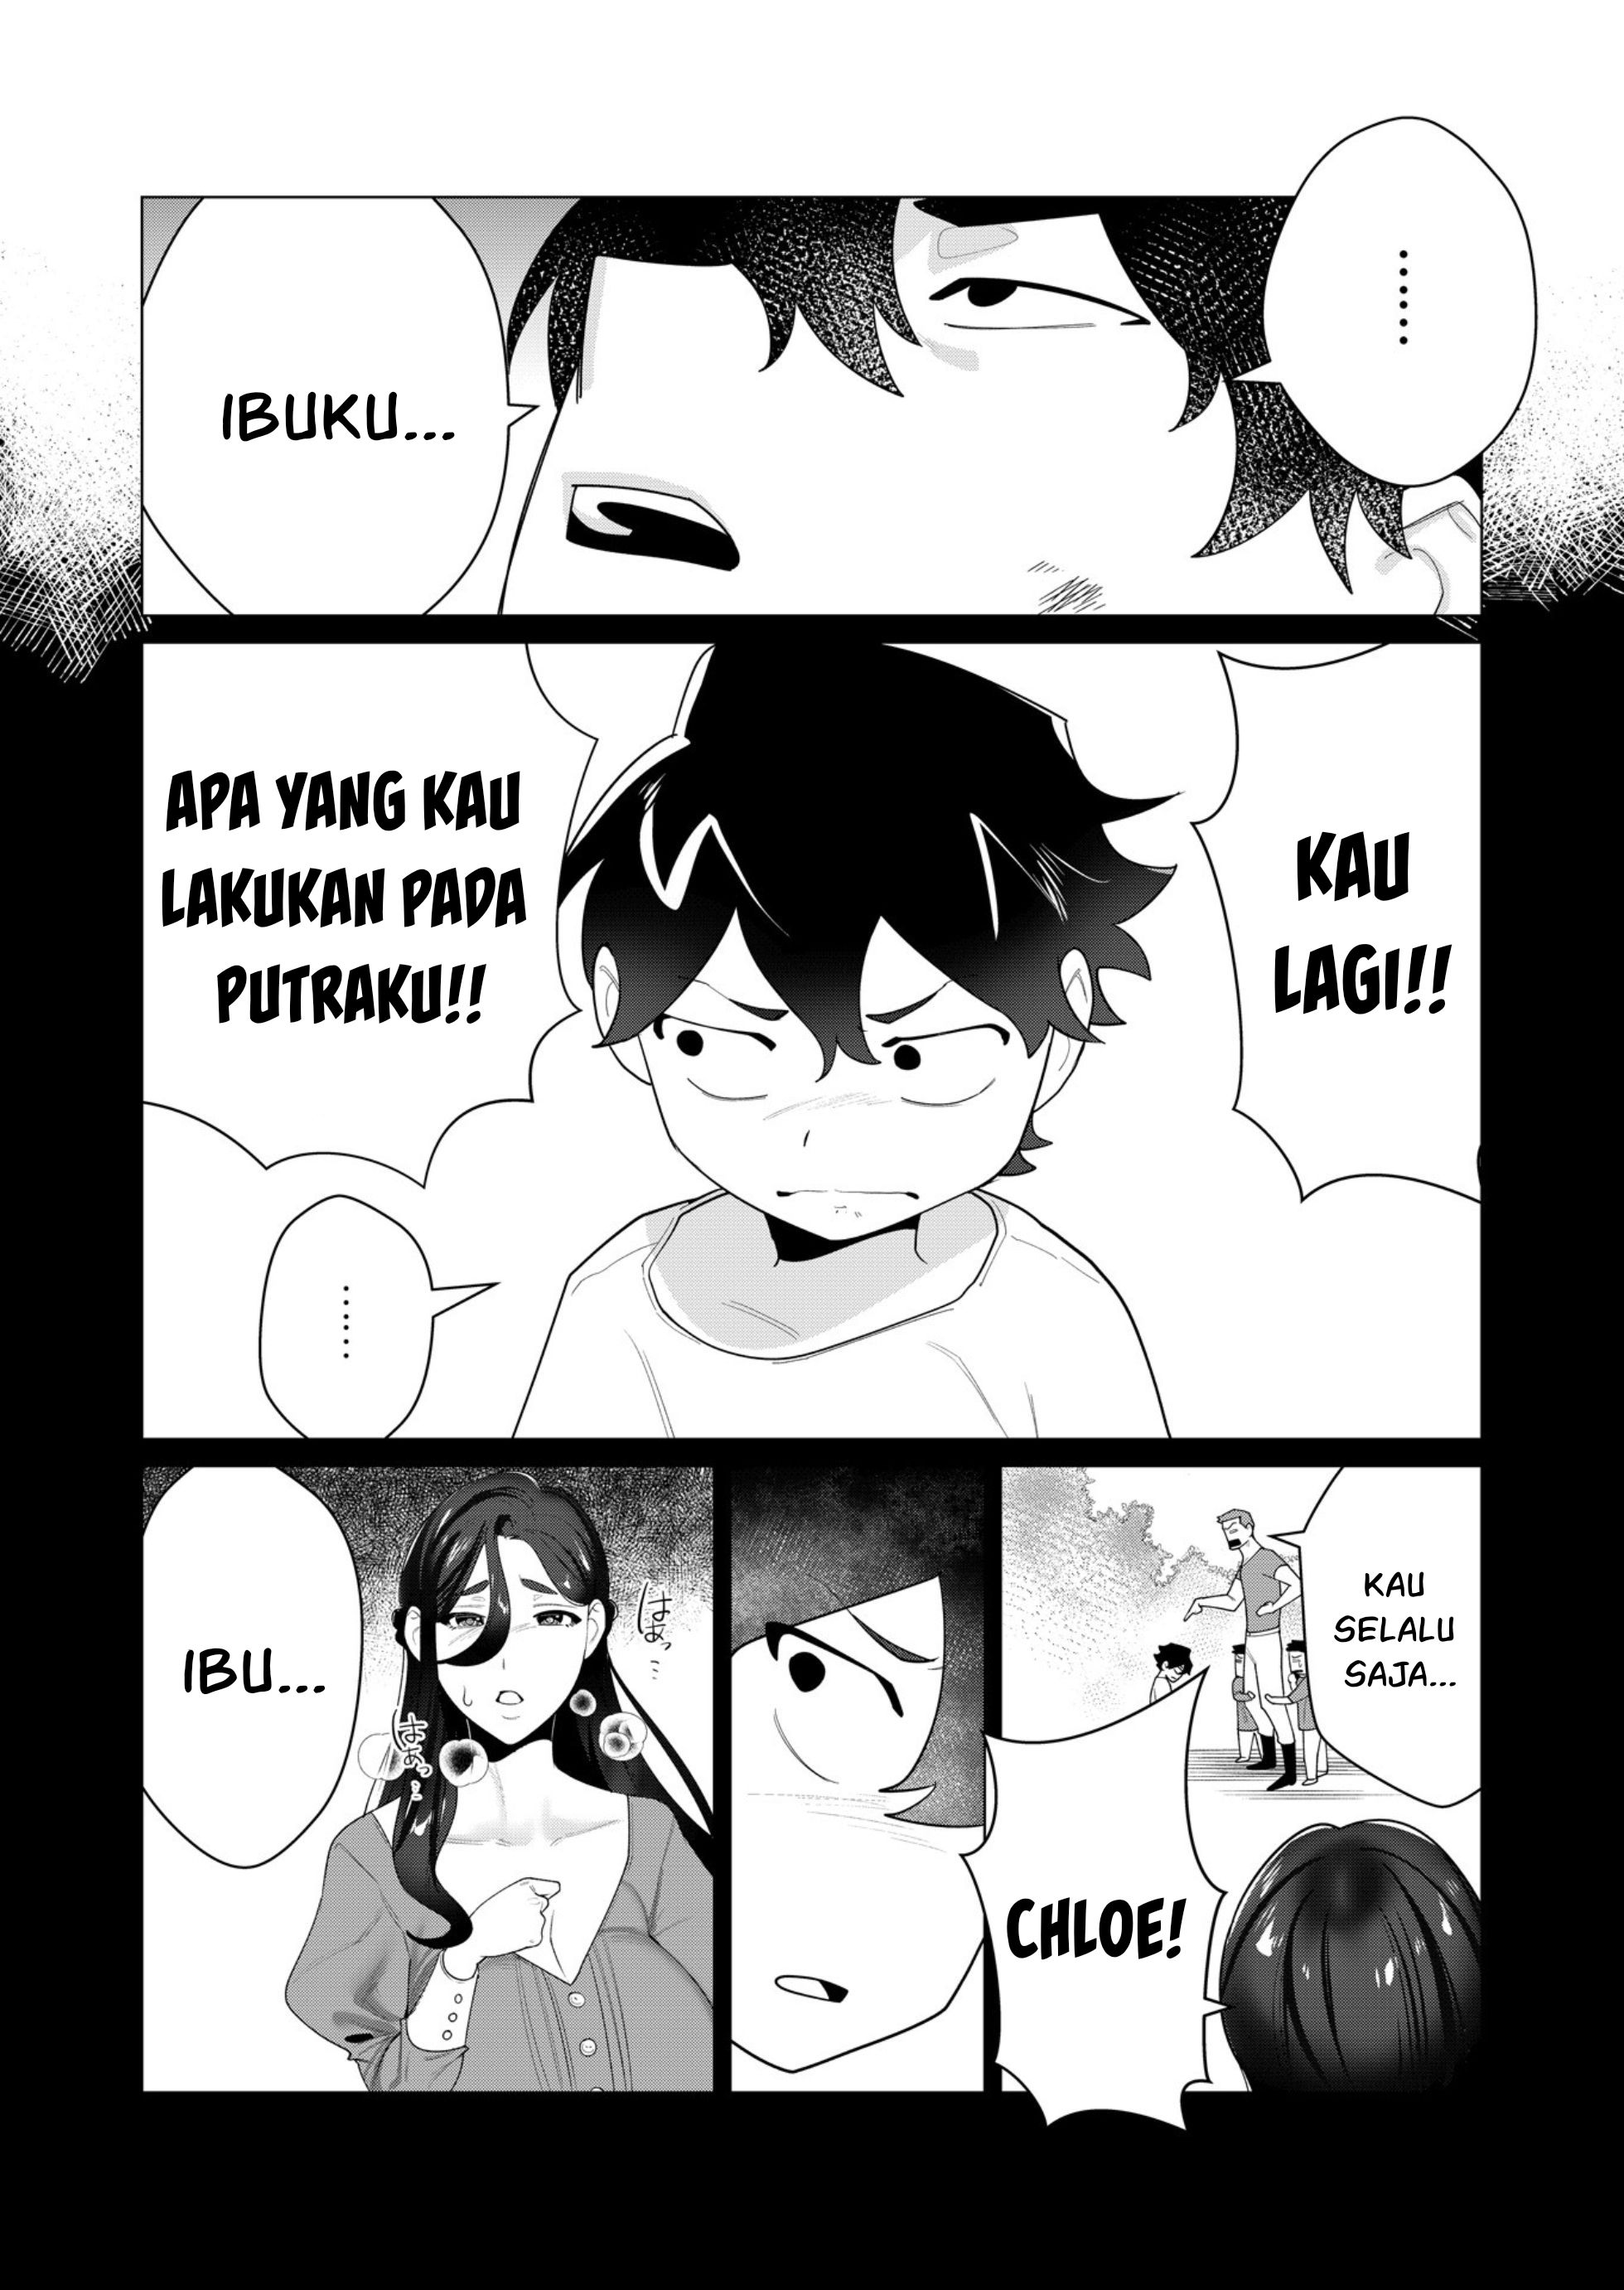 ......
IBUKU...
KAU
LAGI!!
APA YANG KAU
LAKUKAN PADA
PUTRAKU!!
......
KAU
SELALU
SAJA...
CHLOE!
はぁっ...
はぁっ...
IBU...